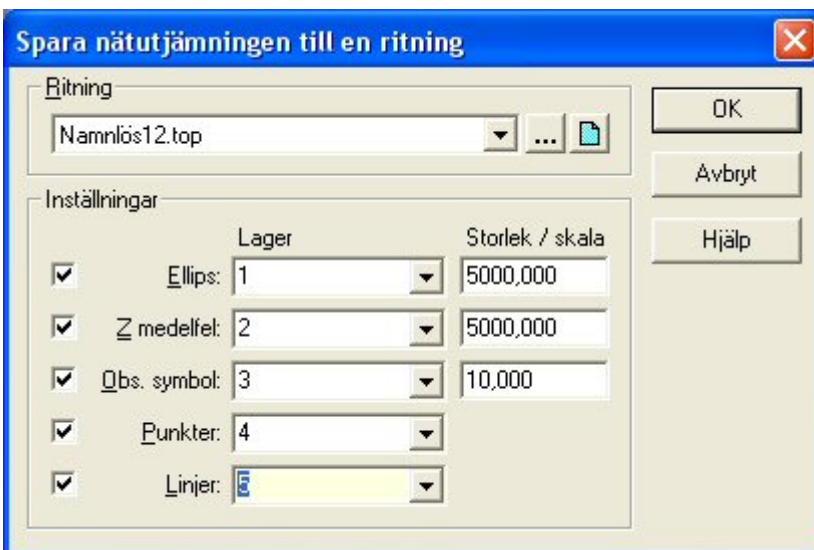 Spara nätutjämningen till en ritning
Ritning
Namnlös12.top
...
OK
Avbryt
Hjälp
Inställningar
Lager Storlek / skala
Ellips: 1 5000,000
Z medelfel: 2 5000,000
Obs. symbol: 3 10,000
Punkter: 4
Linjer: 5